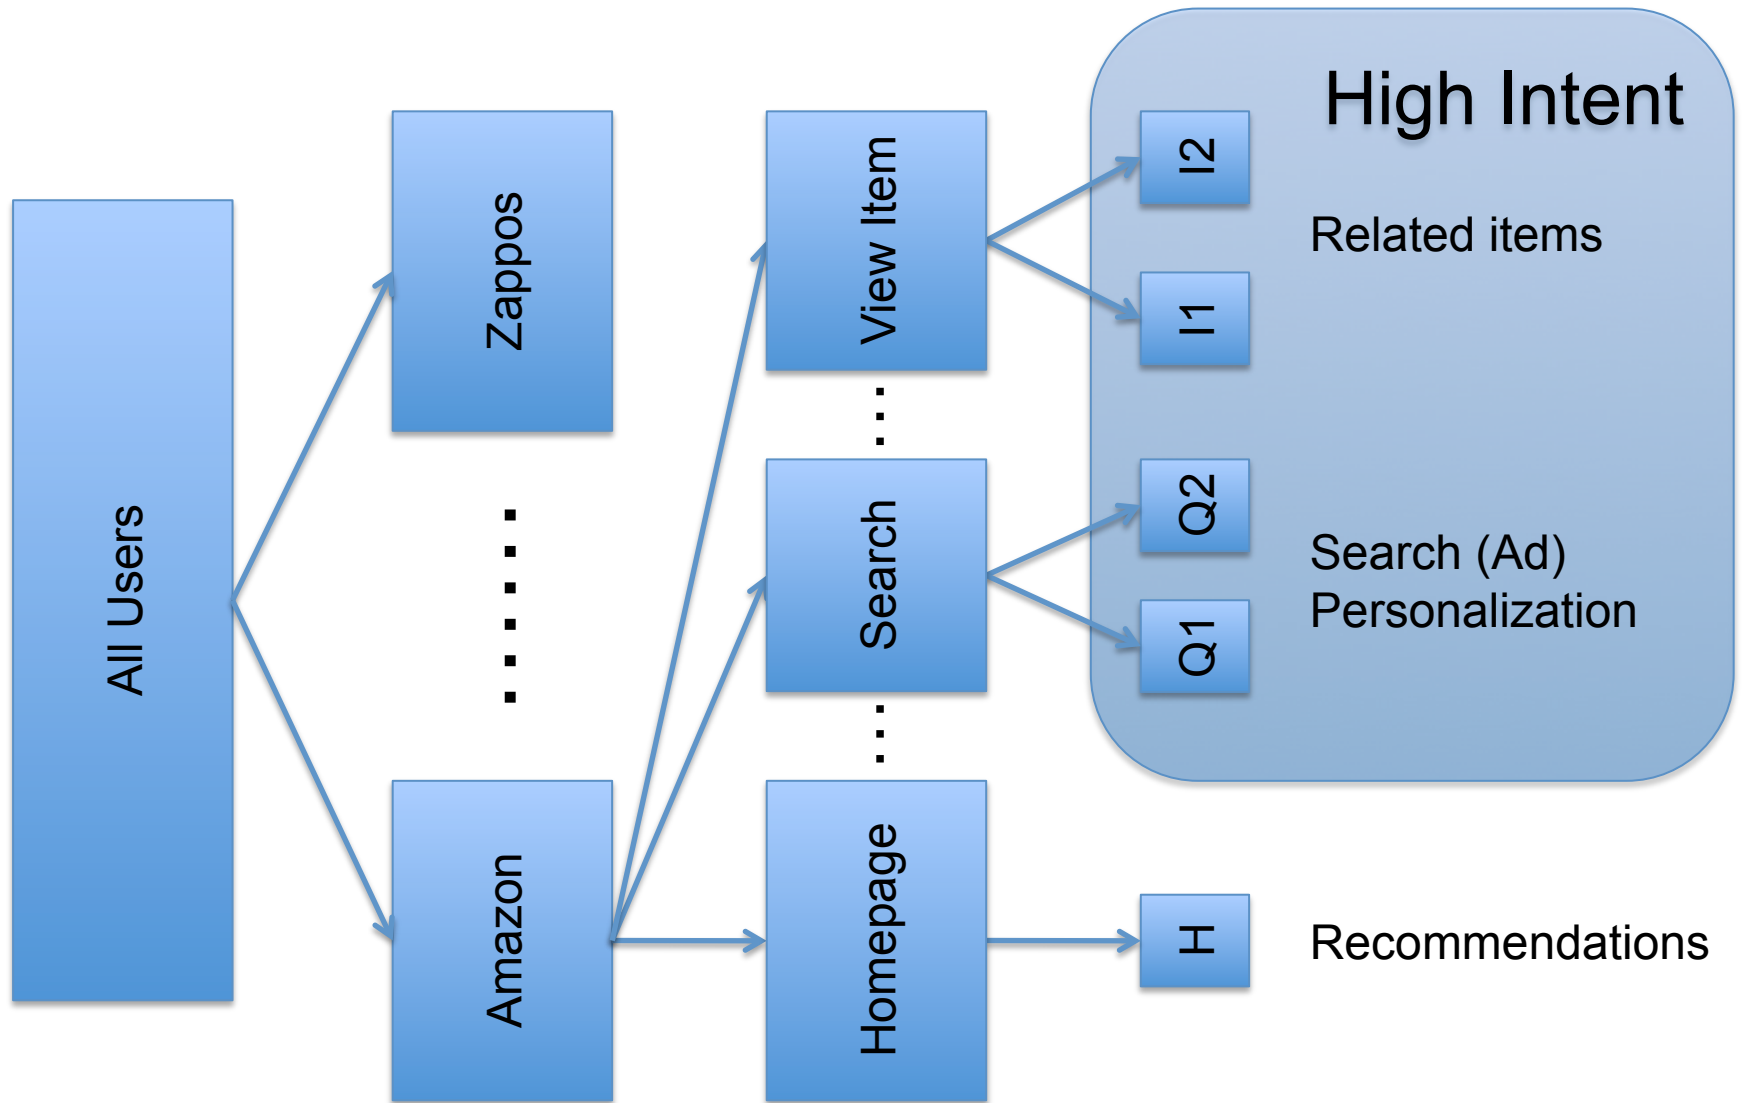 All Users
Zappos
Amazon
View Item
Search
Homepage
High Intent
I2
I1
Related items
Q2
Q1
Search (Ad)
Personalization
H
Recommendations